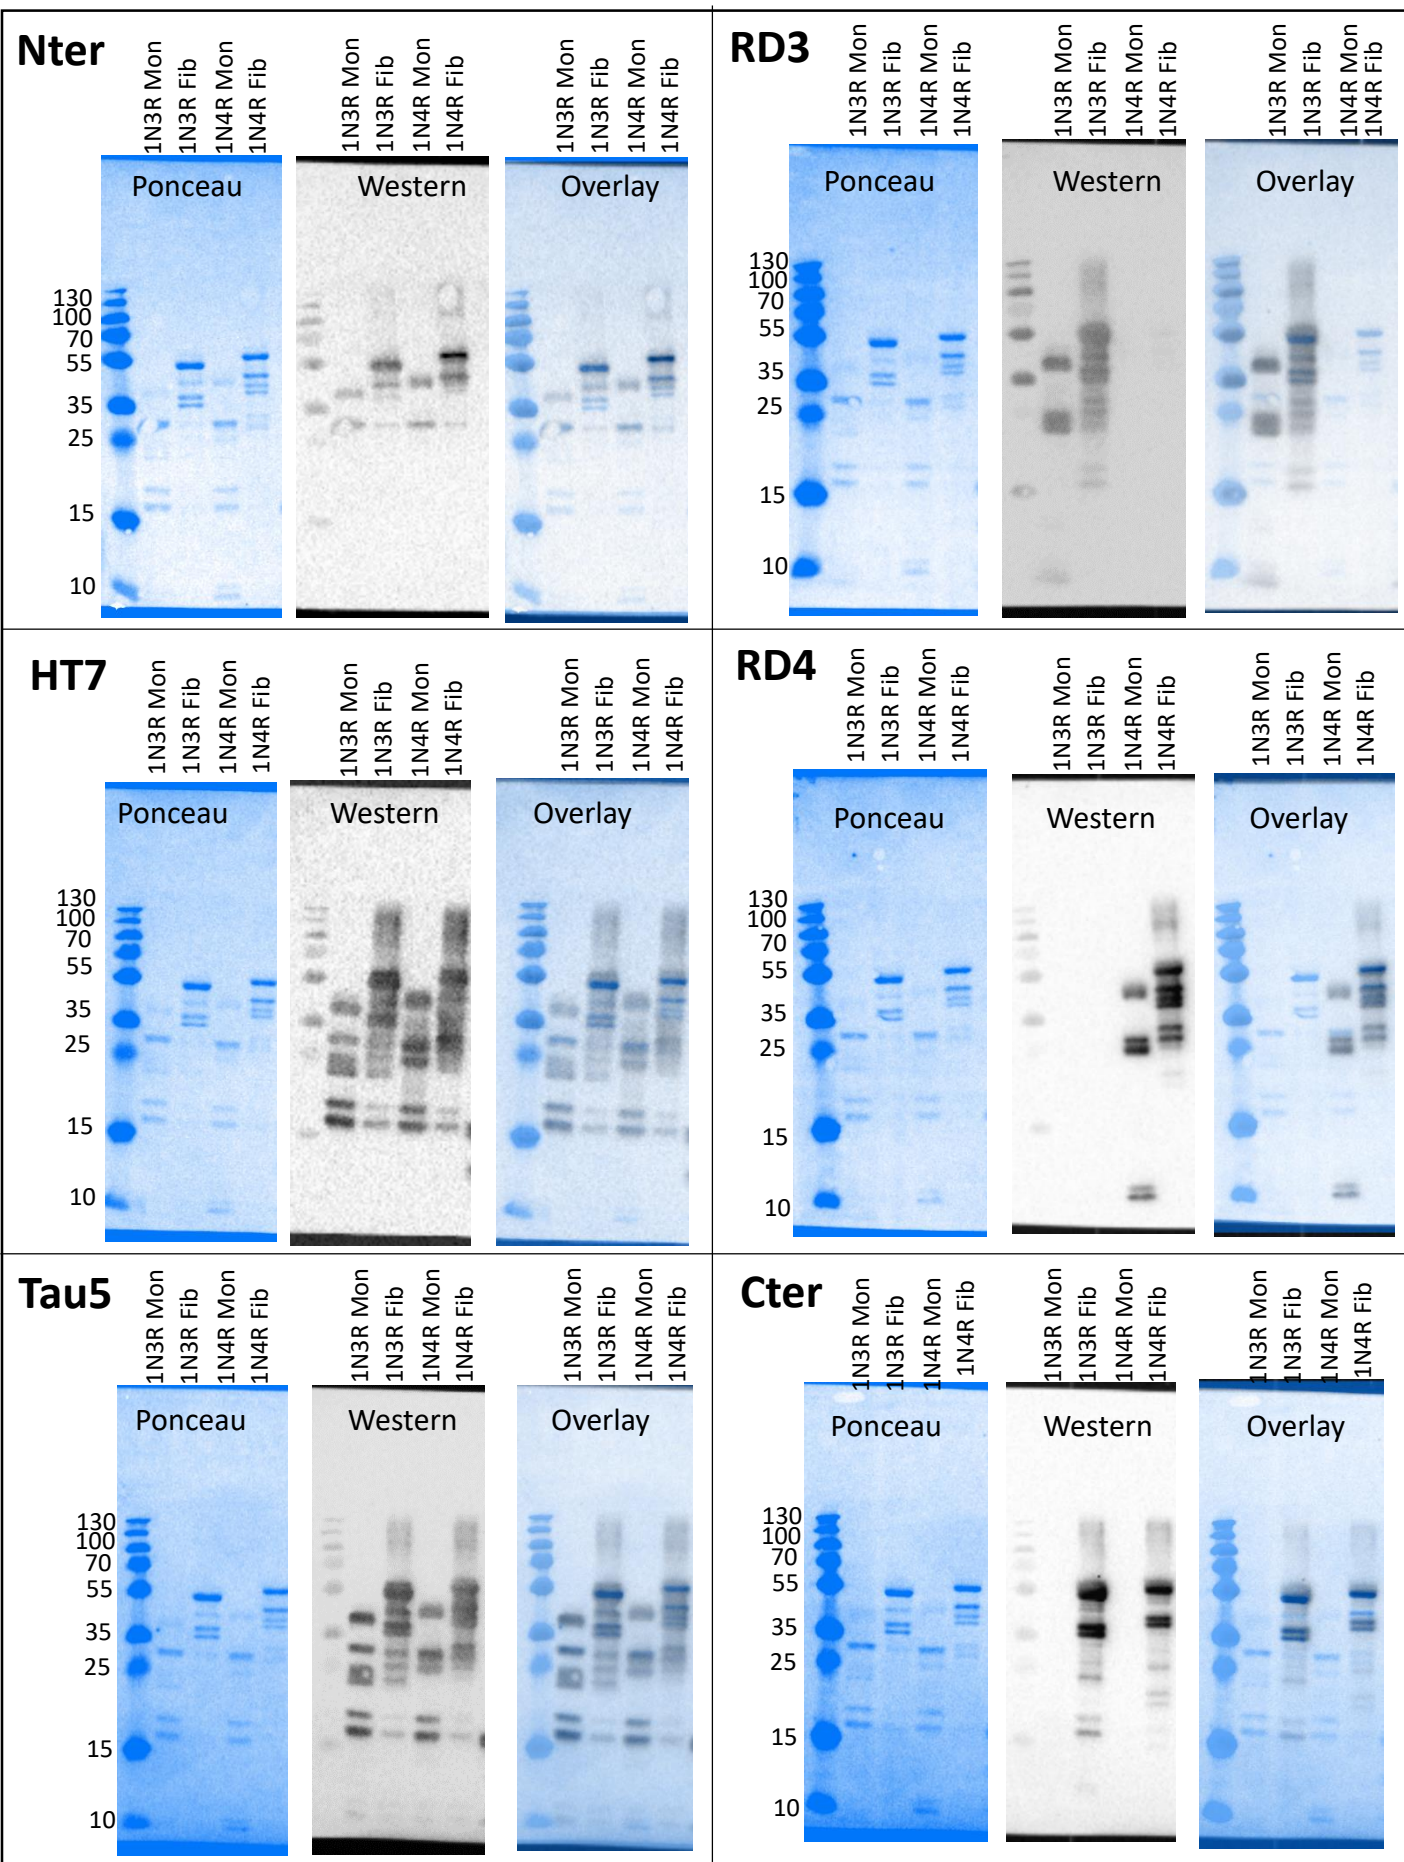 Nter
1N3R Mon
1N3R Fib
1N4R Mon
1N4R Fib
1N3R Mon
1N3R Fib
1N4R Mon
1N4R Fib
1N3R Mon
1N3R Fib
1N4R Mon
1N4R Fib
Ponceau
Western
Overlay
130
100
70
55
35
25
15
10
RD3
1N3R Mon
1N3R Fib
1N4R Mon
1N4R Fib
1N3R Mon
1N3R Fib
1N4R Mon
1N4R Fib
1N3R Mon
1N3R Fib
1N4R Mon
1N4R Fib
Ponceau
Western
Overlay
130
100
70
55
35
25
15
10
HT7
1N3R Mon
1N3R Fib
1N4R Mon
1N4R Fib
1N3R Mon
1N3R Fib
1N4R Mon
1N4R Fib
1N3R Mon
1N3R Fib
1N4R Mon
1N4R Fib
Ponceau
Western
Overlay
130
100
70
55
35
25
15
10
RD4
1N3R Mon
1N3R Fib
1N4R Mon
1N4R Fib
1N3R Mon
1N3R Fib
1N4R Mon
1N4R Fib
1N3R Mon
1N3R Fib
1N4R Mon
1N4R Fib
Ponceau
Western
Overlay
130
100
70
55
35
25
15
10
Tau5
1N3R Mon
1N3R Fib
1N4R Mon
1N4R Fib
1N3R Mon
1N3R Fib
1N4R Mon
1N4R Fib
1N3R Mon
1N3R Fib
1N4R Mon
1N4R Fib
Ponceau
Western
Overlay
130
100
70
55
35
25
15
10
Cter
1N3R Mon
1N3R Fib
1N4R Mon
1N4R Fib
1N3R Mon
1N3R Fib
1N4R Mon
1N4R Fib
1N3R Mon
1N3R Fib
1N4R Mon
1N4R Fib
Ponceau
Western
Overlay
130
100
70
55
35
25
15
10